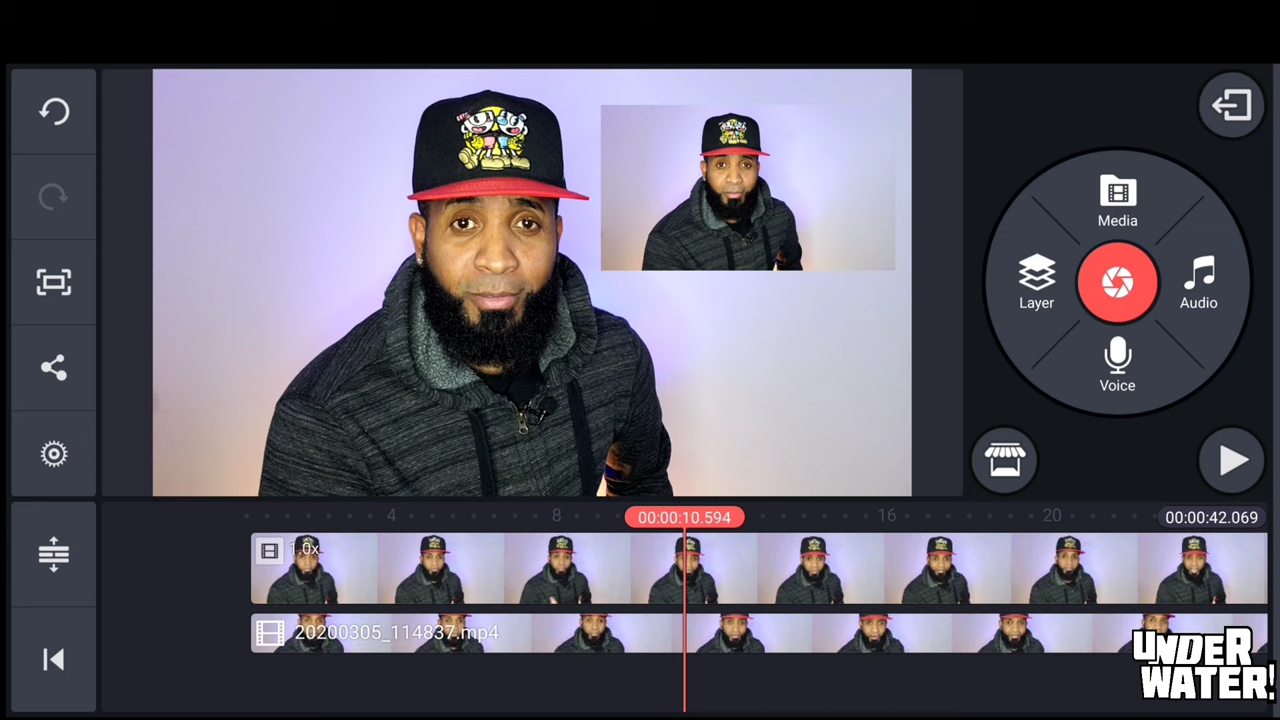 Media
Layer
Audio
Voice
4
8
00:00:10.594
16
20
00:00:42.069
1.0x
20200305_114837.mp4
UNDER
WATER!